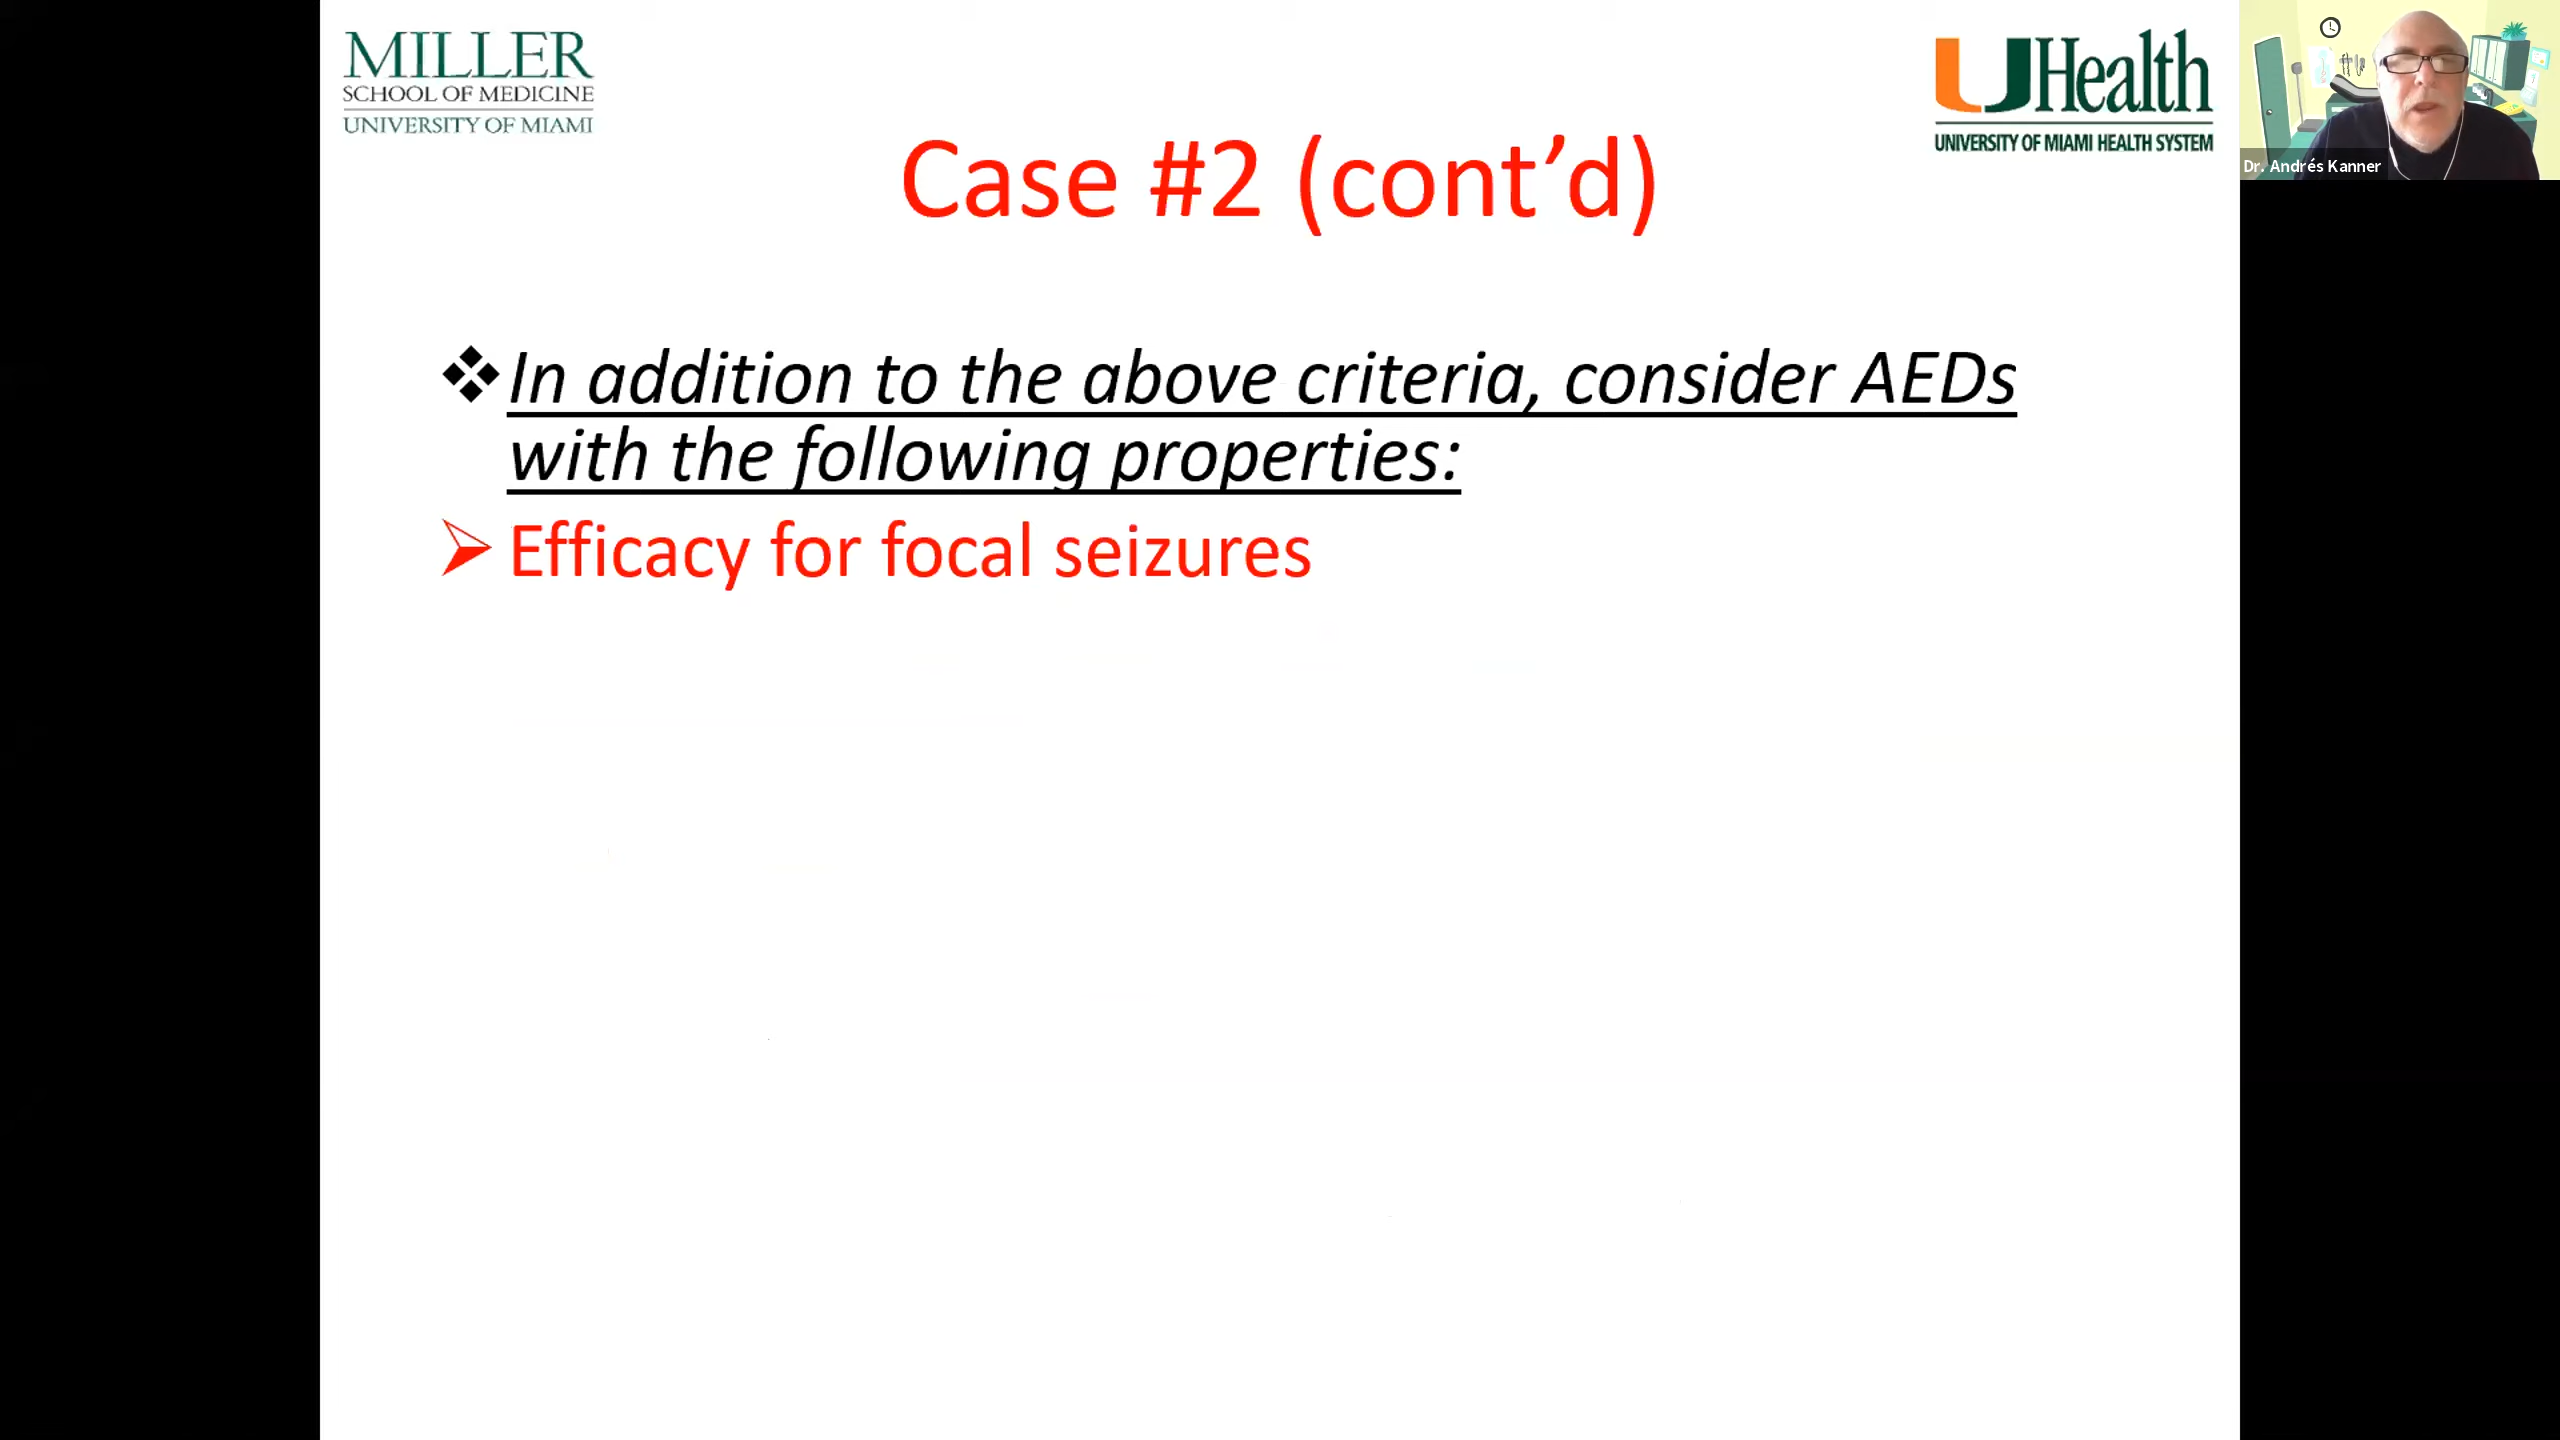 MILLER
SCHOOL OF MEDICINE
UNIVERSITY OF MIAMI
UHealth
UNIVERSITY OF MIAMI HEALTH SYSTEM
Dr. Andrés Kanner
Case #2 (cont’d)
❖In addition to the above criteria, consider AEDs
with the following properties:
➢ Efficacy for focal seizures